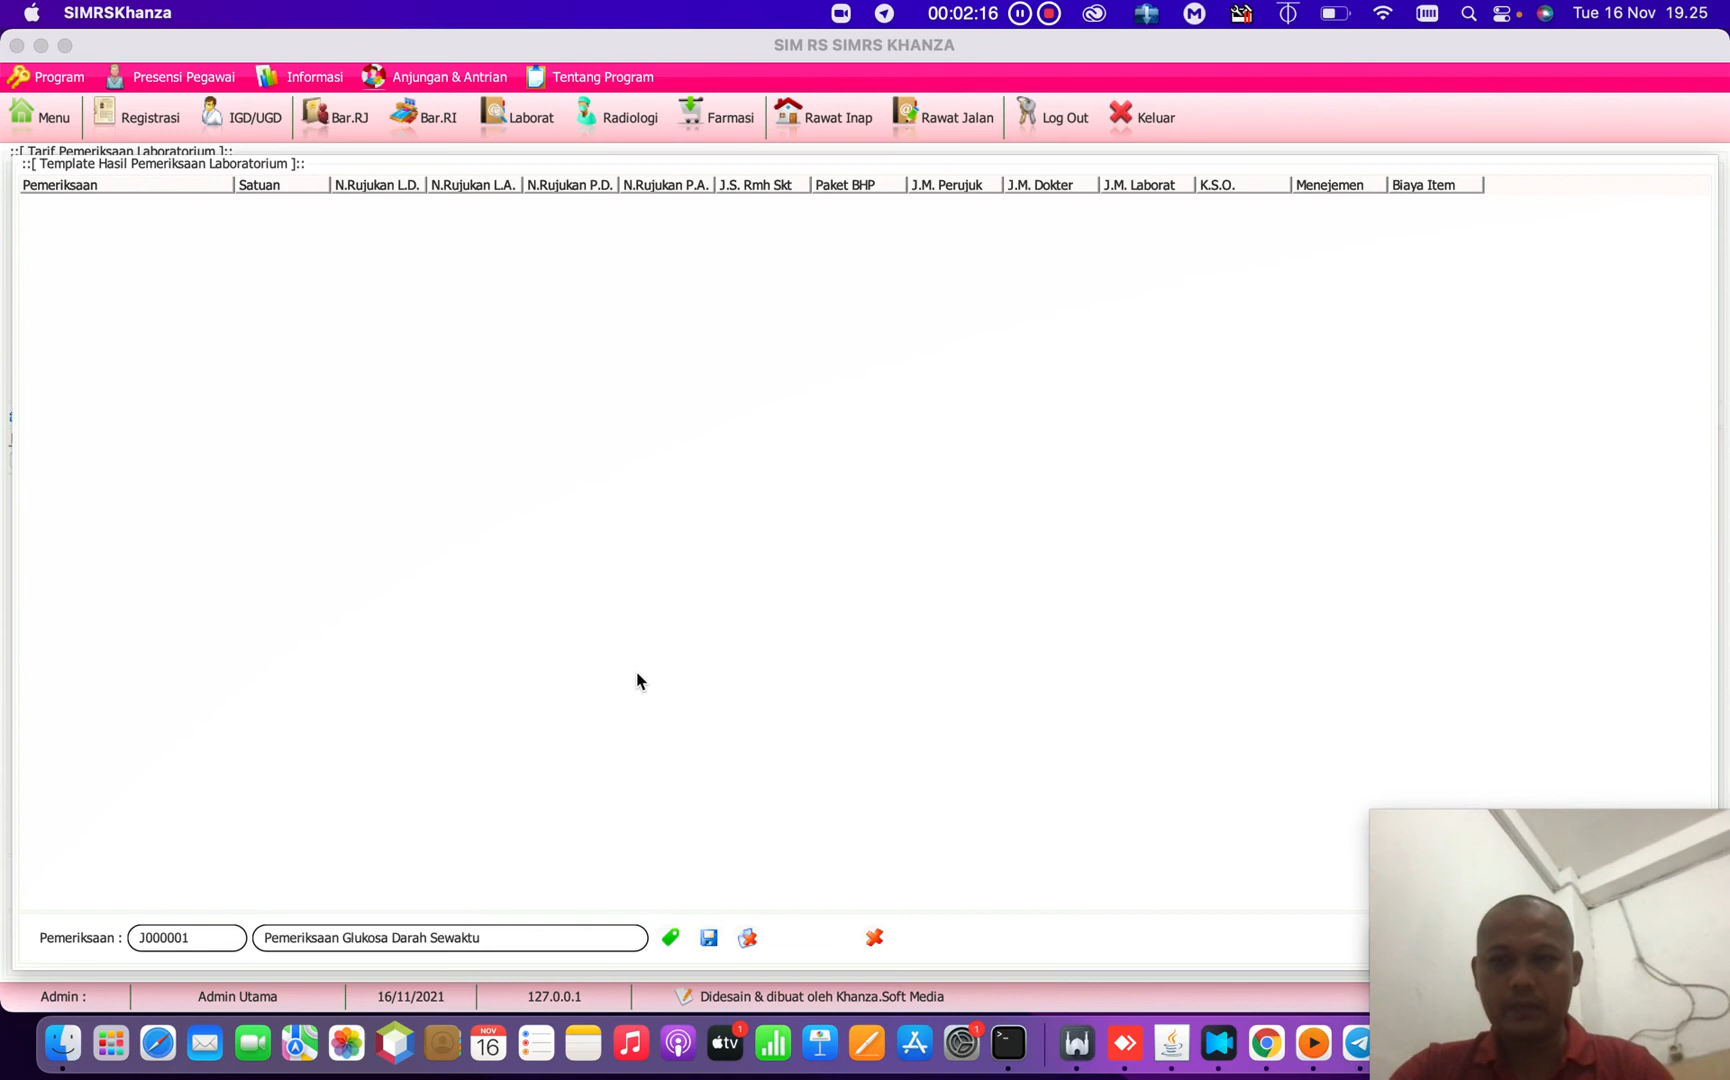 SIMRSKhanza
00:02:16
Tue 16 Nov 19.25
SIM RS SIMRS KHANZA
Program Presensi Pegawai Informasi Anjungan & Antrian Tentang Program
Menu Registrasi IGD/UGD Bar.RJ Bar.RI Laborat Radiologi Farmasi Rawat Inap Rawat Jalan Log Out Keluar
::[ Tarif Pemeriksaan Laboratorium ]::
::[ Template Hasil Pemeriksaan Laboratorium ]::
Pemeriksaan Satuan N.Rujukan L.D. N.Rujukan L.A. N.Rujukan P.D. N.Rujukan P.A. J.S. Rmh Skt Paket BHP J.M. Perujuk J.M. Dokter J.M. Laborat K.S.O. Menejemen Biaya Item
Pemeriksaan : J000001 Pemeriksaan Glukosa Darah Sewaktu
Admin : Admin Utama 16/11/2021 127.0.0.1 Didesain & dibuat oleh Khanza.Soft Media
NOV
16
tv
1
1